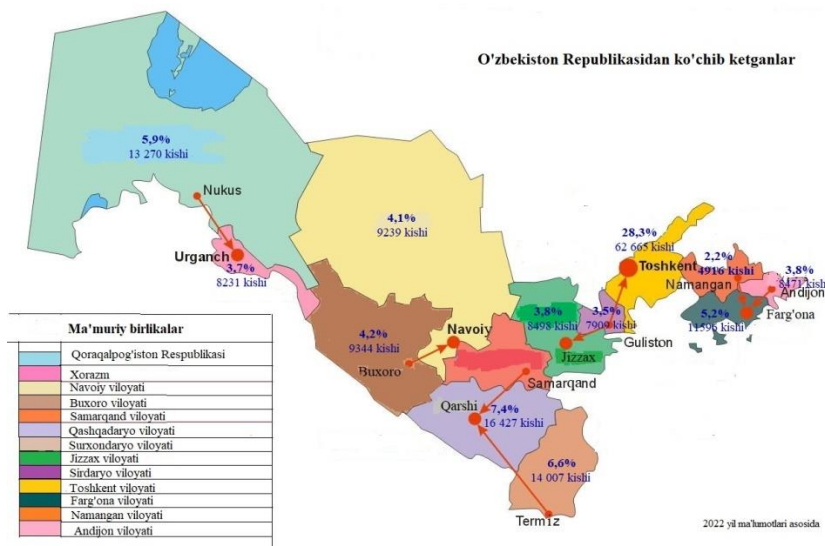 O'zbekiston Republikasidan ko'chib ketganlar
5,9%
13 270 kishi
Nukus
Urganch
3,7%
8231 kishi
4,1%
9239 kishi
28,3%
62 665 kishi
Toshkent
2,2%
4916 kishi
Namangan
3,8%
8471 kishi
Andijon
5,2%
11596 kishi
Farg'ona
3,8%
8498 kishi
Jizzax
3,5%
7909 kishi
Guliston
4,2%
9344 kishi
Buxoro
Navoiy
Samarqand
Qarshi
7,4%
16 427 kishi
6,6%
14 007 kishi
Termiz
Ma'muriy birlikalar
Qoraqalpog'iston Respublikasi
Xorazm
Navoiy viloyati
Buxoro viloyati
Samarqand viloyati
Qashqadaryo viloyati
Surxondaryo viloyati
Jizzax viloyati
Sirdaryo viloyati
Toshkent viloyati
Farg'ona viloyati
Namangan viloyati
Andijon viloyati
2022 yil ma'lumotlari asosida